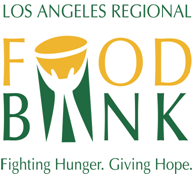 LOS ANGELES REGIONAL
FOOD
BANK
Fighting Hunger. Giving Hope.